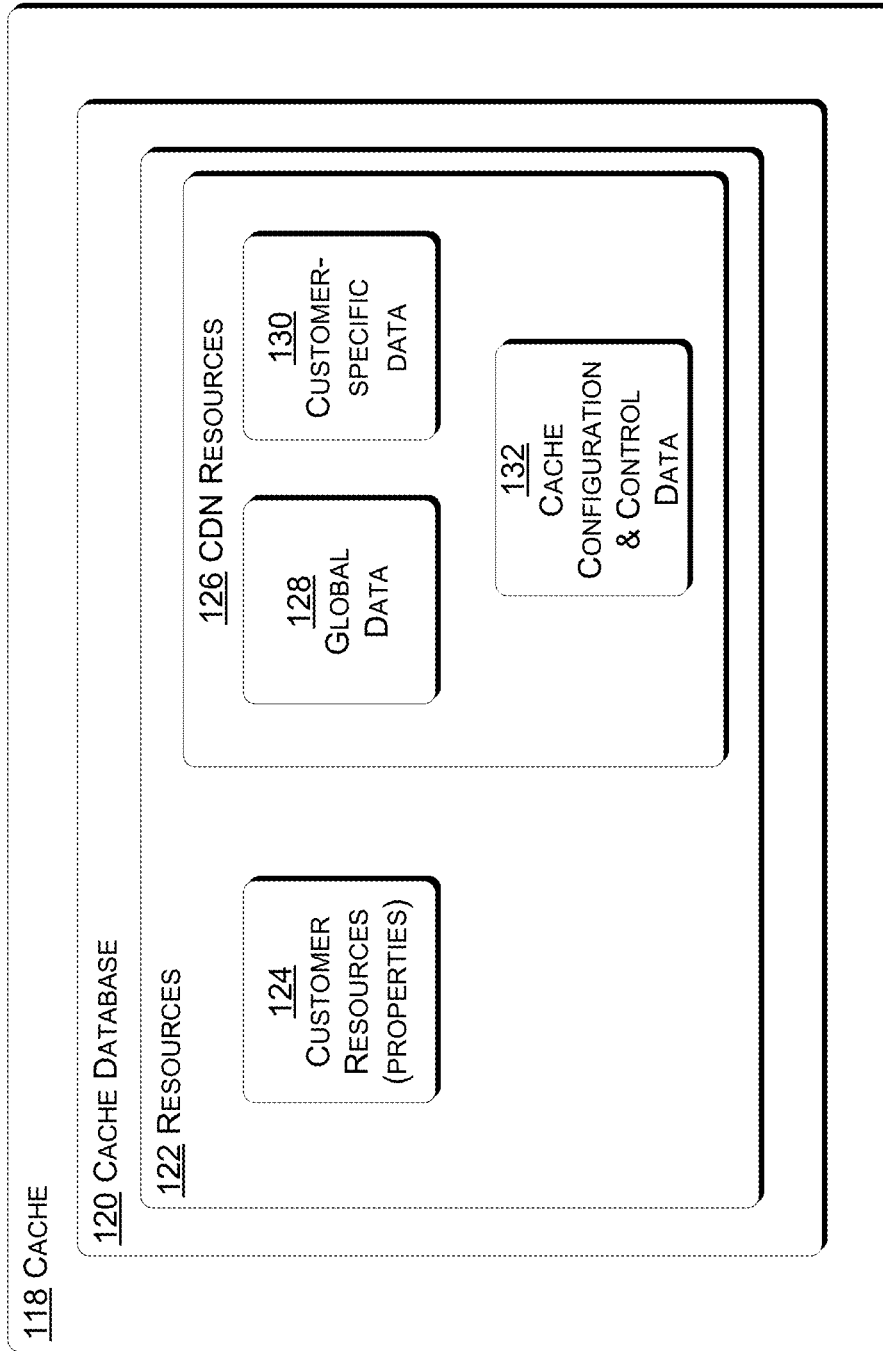 118 CACHE
120 CACHE DATABASE
122 RESOURCES
124
CUSTOMER
RESOURCES
(PROPERTIES)
126 CDN RESOURCES
128
GLOBAL
DATA
130
CUSTOMER-
SPECIFIC
DATA
132
CACHE
CONFIGURATION
& CONTROL
DATA